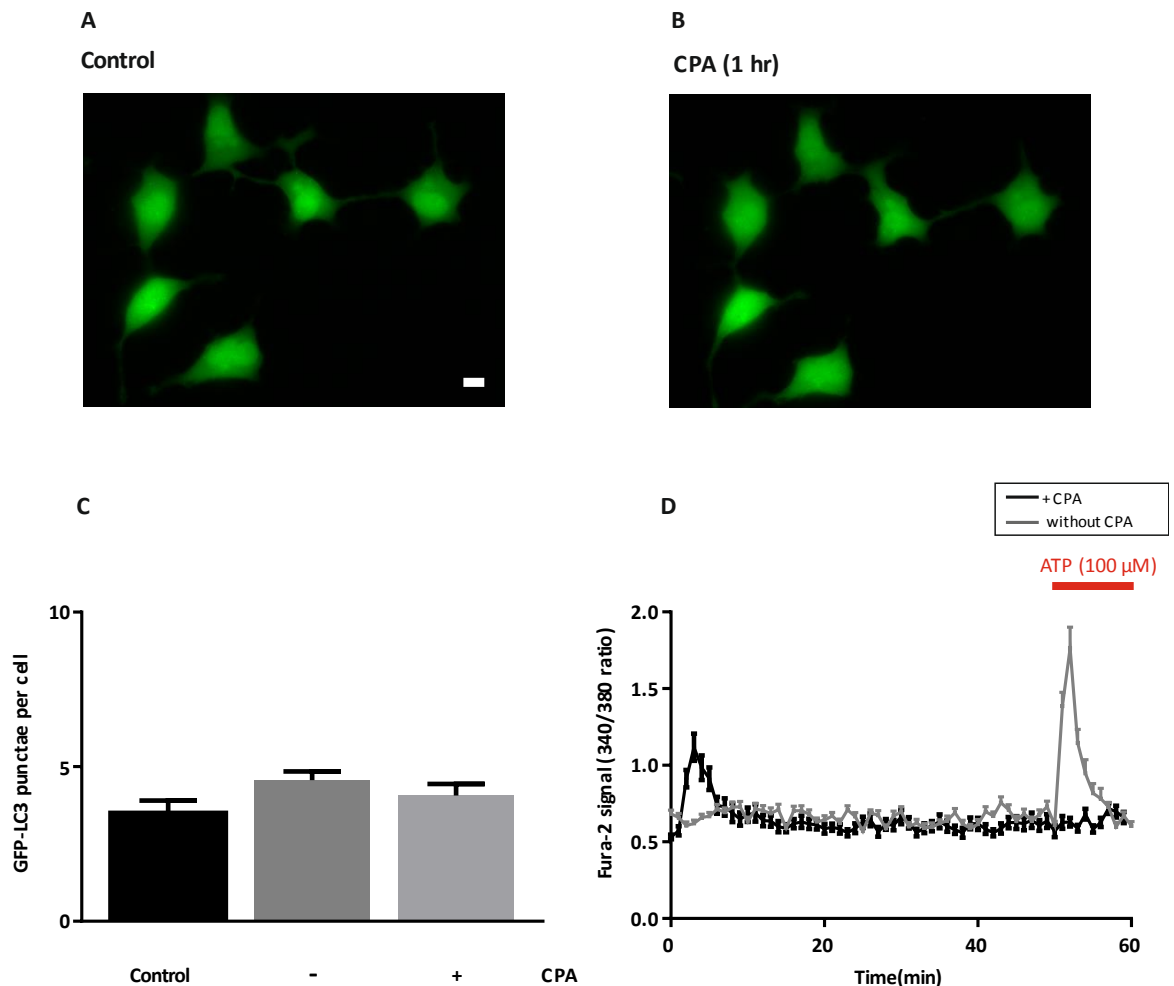 A
Control
B
CPA (1 hr)
C
10
5
0
GFP-LC3 punctae per cell
Control - + CPA
D
+ CPA
without CPA
ATP (100 µM)
2.0
1.5
1.0
0.5
0.0
Fura-2 signal (340/380 ratio)
0 20 40 60
Time(min)